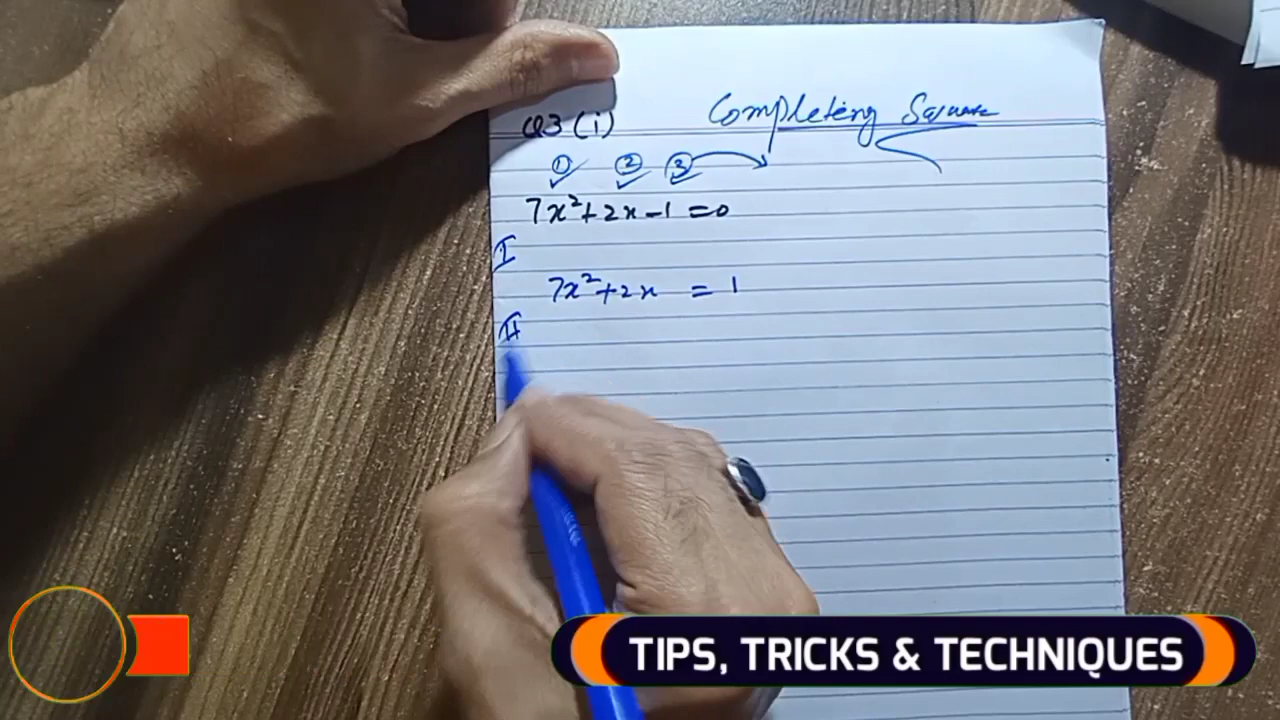 Q3 (i) Completing Square
① ② ③
7x²+2x-1=0
I
7x²+2x = 1
II
TIPS, TRICKS & TECHNIQUES